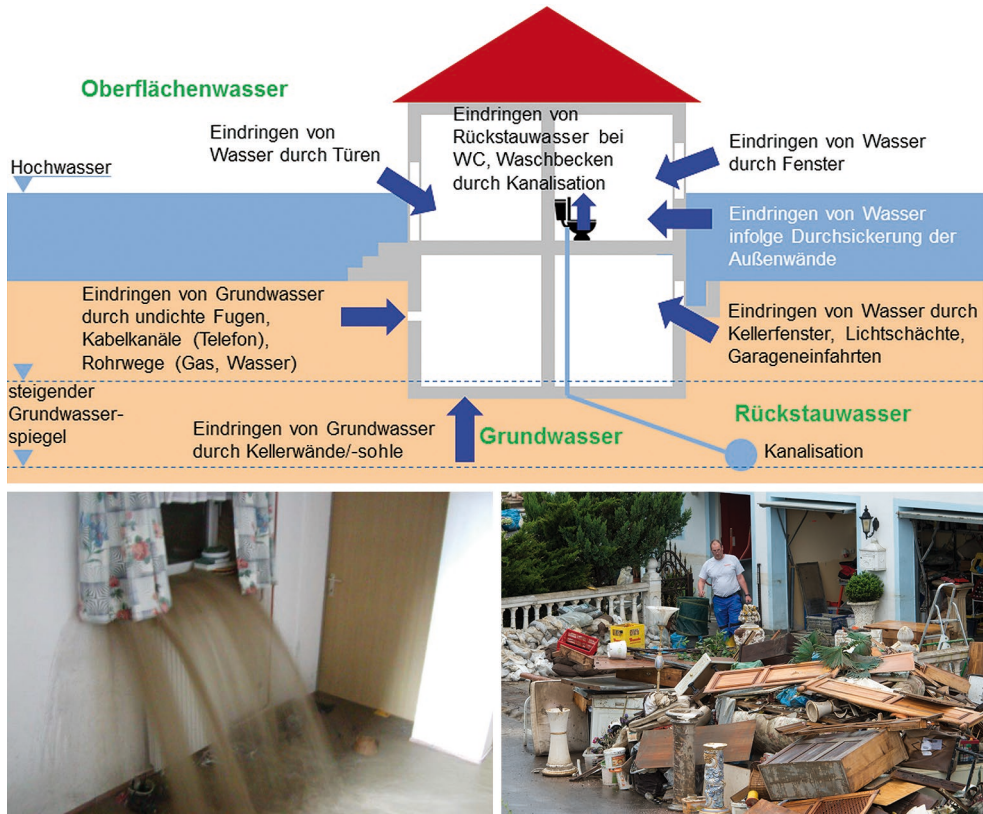 Oberflächenwasser
Eindringen von
Wasser durch Türen
Eindringen von
Rückstauwasser bei
WC, Waschbecken
durch Kanalisation
Eindringen von Wasser
durch Fenster
Hochwasser
Eindringen von Wasser
infolge Durchsickerung der
Außenwände
Eindringen von Grundwasser
durch undichte Fugen,
Kabelkanäle (Telefon),
Rohrwege (Gas, Wasser)
Eindringen von Wasser durch
Kellerfenster, Lichtschächte,
Garageneinfahrten
steigender
Grundwasser-
spiegel
Eindringen von Grundwasser
durch Kellerwände/-sohle
Grundwasser
Rückstauwasser
Kanalisation